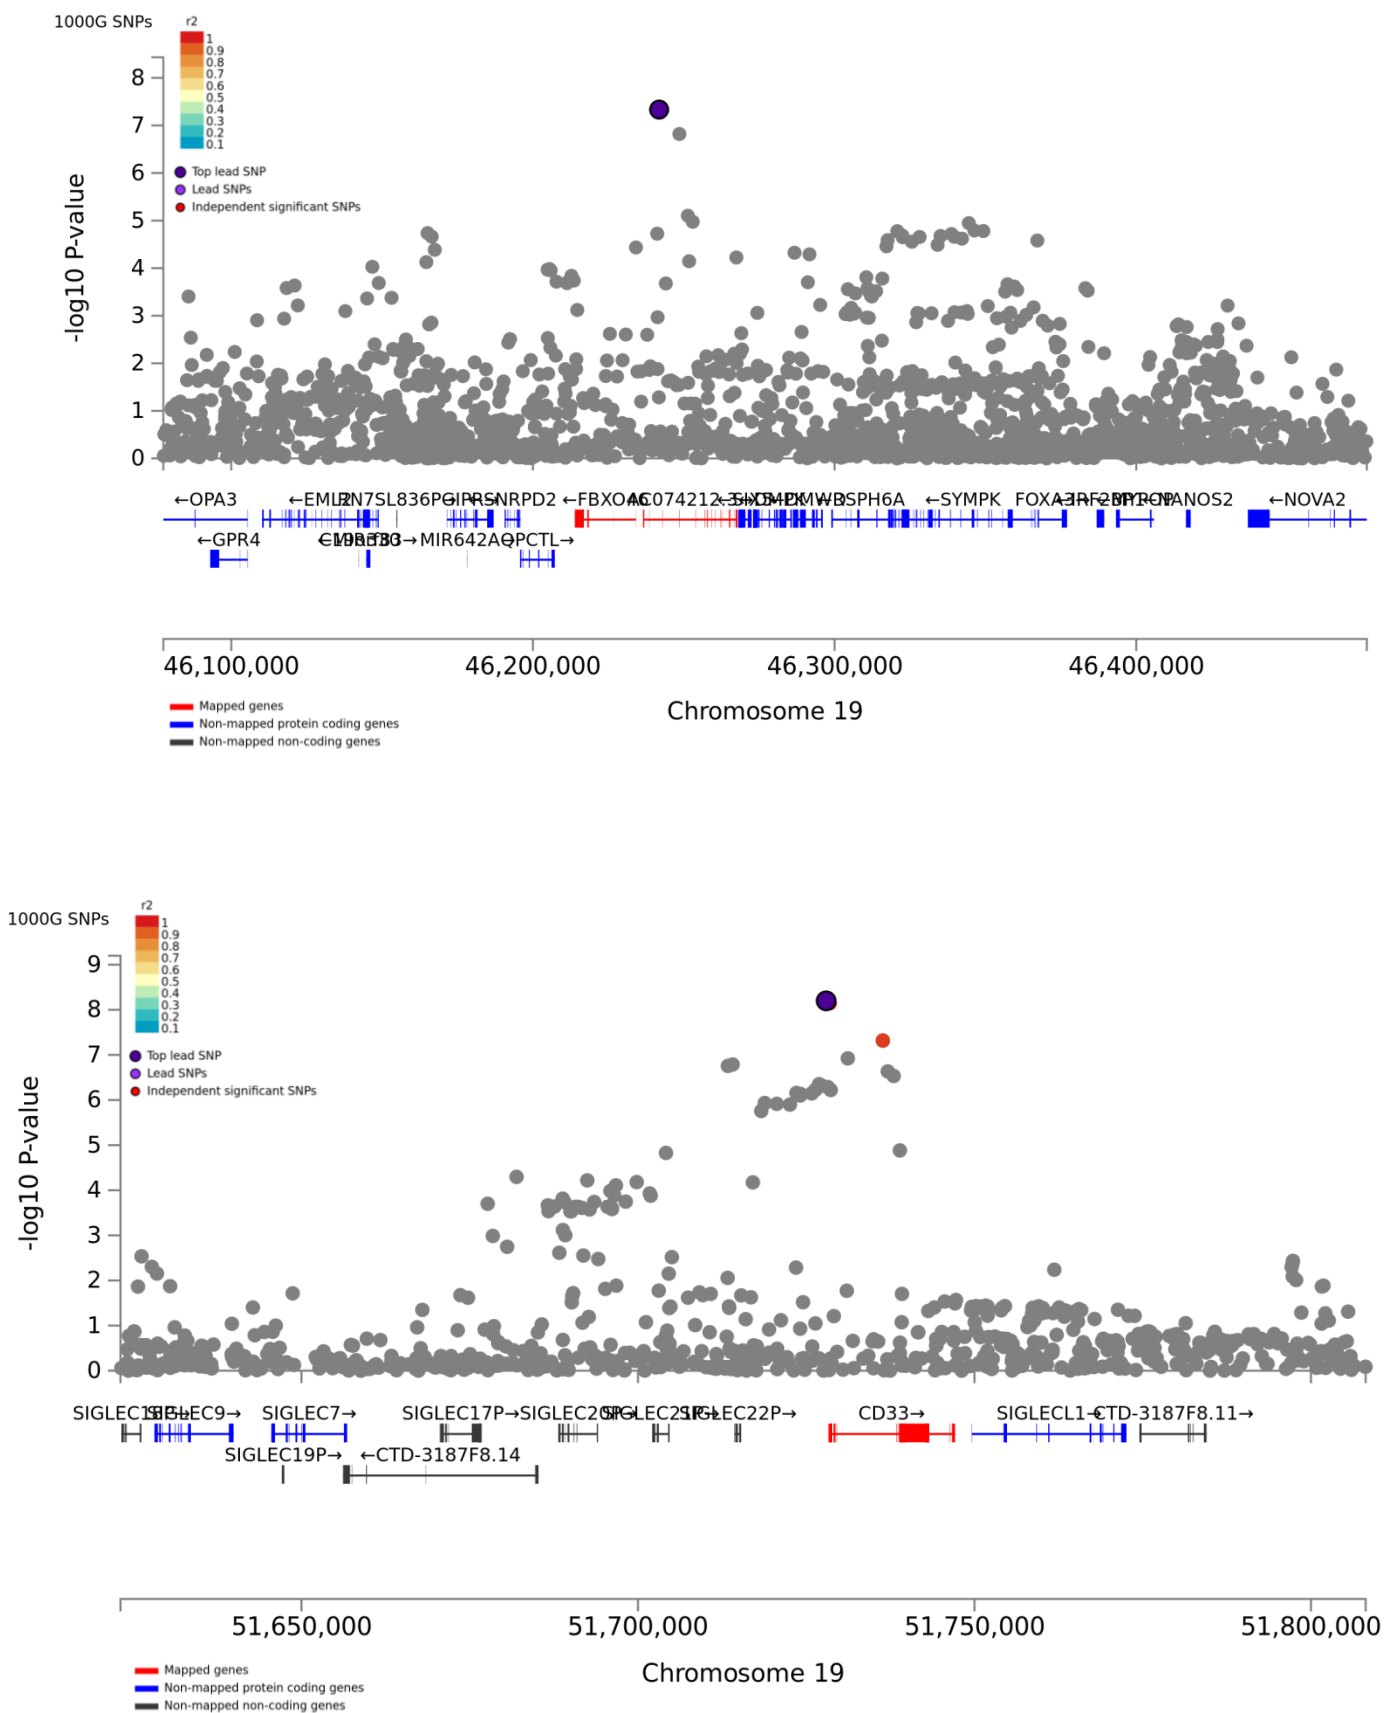 1000G SNPs
r2
1
0.9
0.8
0.7
0.6
0.5
0.4
0.3
0.2
0.1
Top lead SNP
Lead SNPs
Independent significant SNPs
-log10 P-value
8
7
6
5
4
3
2
1
0
←OPA3
←FBXO46
←SYMPK
FOXA3→
←NANOS2
←NOVA2
←GPR4
MIR642A→
QPCTL→
46,100,000
46,200,000
46,300,000
46,400,000
Chromosome 19
Mapped genes
Non-mapped protein coding genes
Non-mapped non-coding genes
1000G SNPs
r2
1
0.9
0.8
0.7
0.6
0.5
0.4
0.3
0.2
0.1
Top lead SNP
Lead SNPs
Independent significant SNPs
-log10 P-value
9
8
7
6
5
4
3
2
1
0
SIGLEC9→
SIGLEC7→
SIGLEC17P→
SIGLEC20P→
SIGLEC21P→
SIGLEC22P→
CD33→
SIGLECL1→
CTD-3187F8.11→
SIGLEC19P→
←CTD-3187F8.14
51,650,000
51,700,000
51,750,000
51,800,000
Chromosome 19
Mapped genes
Non-mapped protein coding genes
Non-mapped non-coding genes